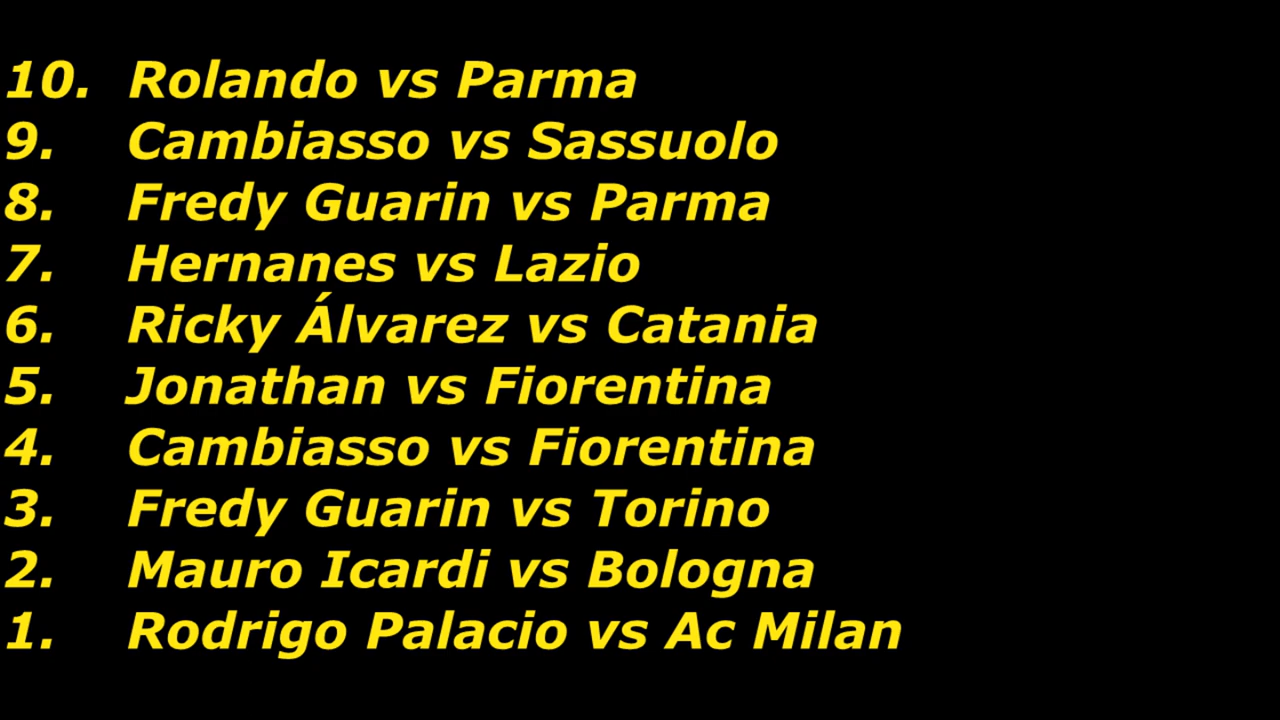 10. Rolando vs Parma
9. Cambiasso vs Sassuolo
8. Fredy Guarin vs Parma
7. Hernanes vs Lazio
6. Ricky Álvarez vs Catania
5. Jonathan vs Fiorentina
4. Cambiasso vs Fiorentina
3. Fredy Guarin vs Torino
2. Mauro Icardi vs Bologna
1. Rodrigo Palacio vs Ac Milan